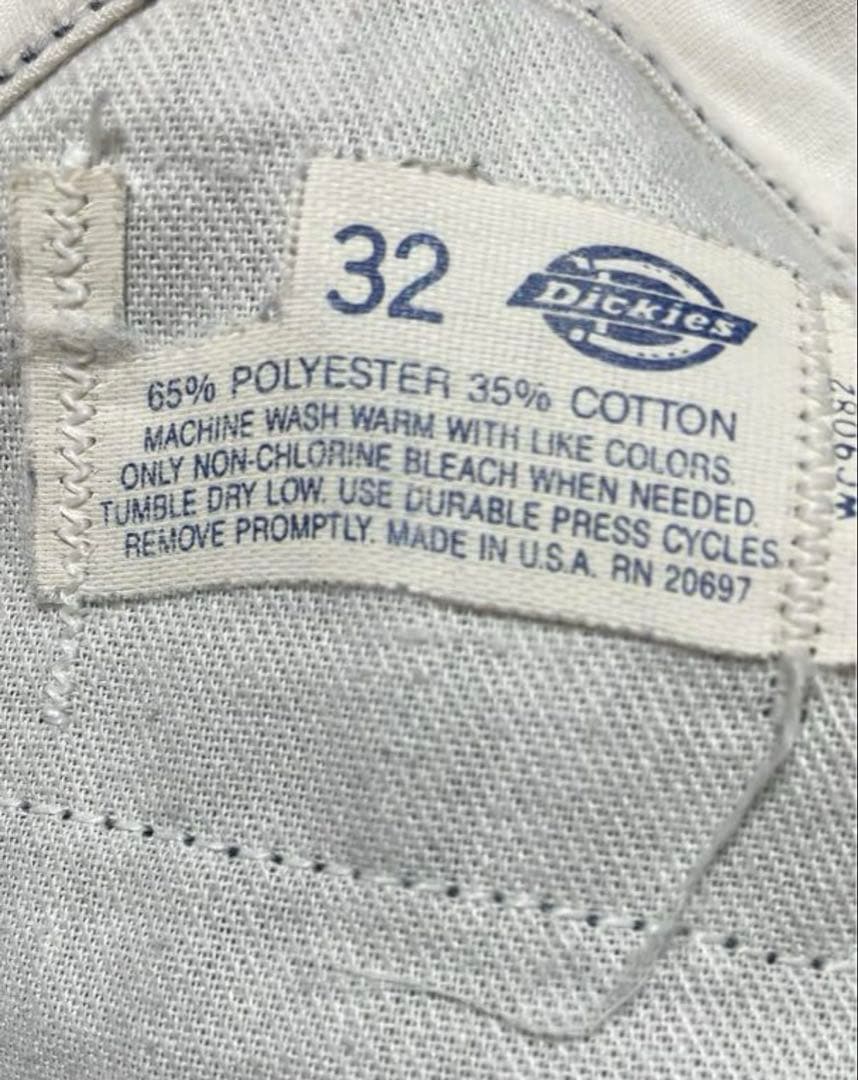 32
Dickies
65% POLYESTER 35% COTTON
MACHINE WASH WARM WITH LIKE COLORS.
ONLY NON-CHLORINE BLEACH WHEN NEEDED.
TUMBLE DRY LOW. USE DURABLE PRESS CYCLES
REMOVE PROMPTLY. MADE IN U.S.A. RN 20697